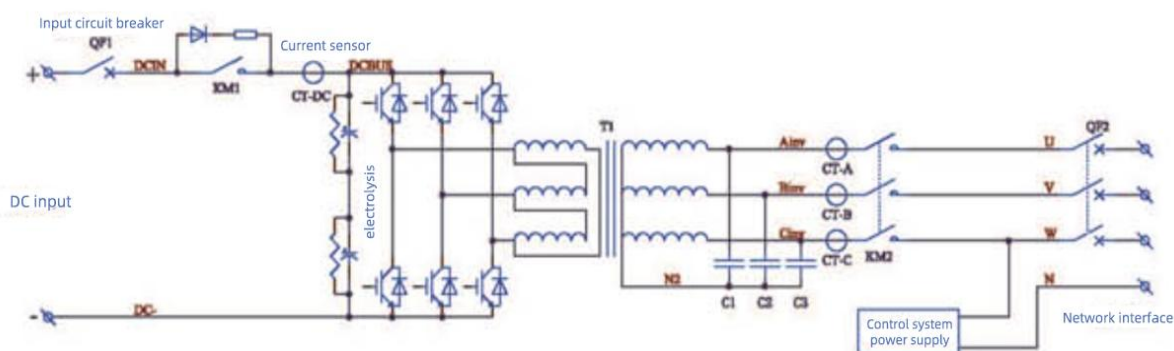 Input circuit breaker
QF1
DCIN
KM1
Current sensor
CT-DC
DCBUS
electrolysis
DC input
+
-
DC-
T1
Ainv
Binv
Cinv
CT-A
CT-B
CT-C
KM2
N2
C1
C2
C3
U
V
W
N
QF2
Control system
power supply
Network interface